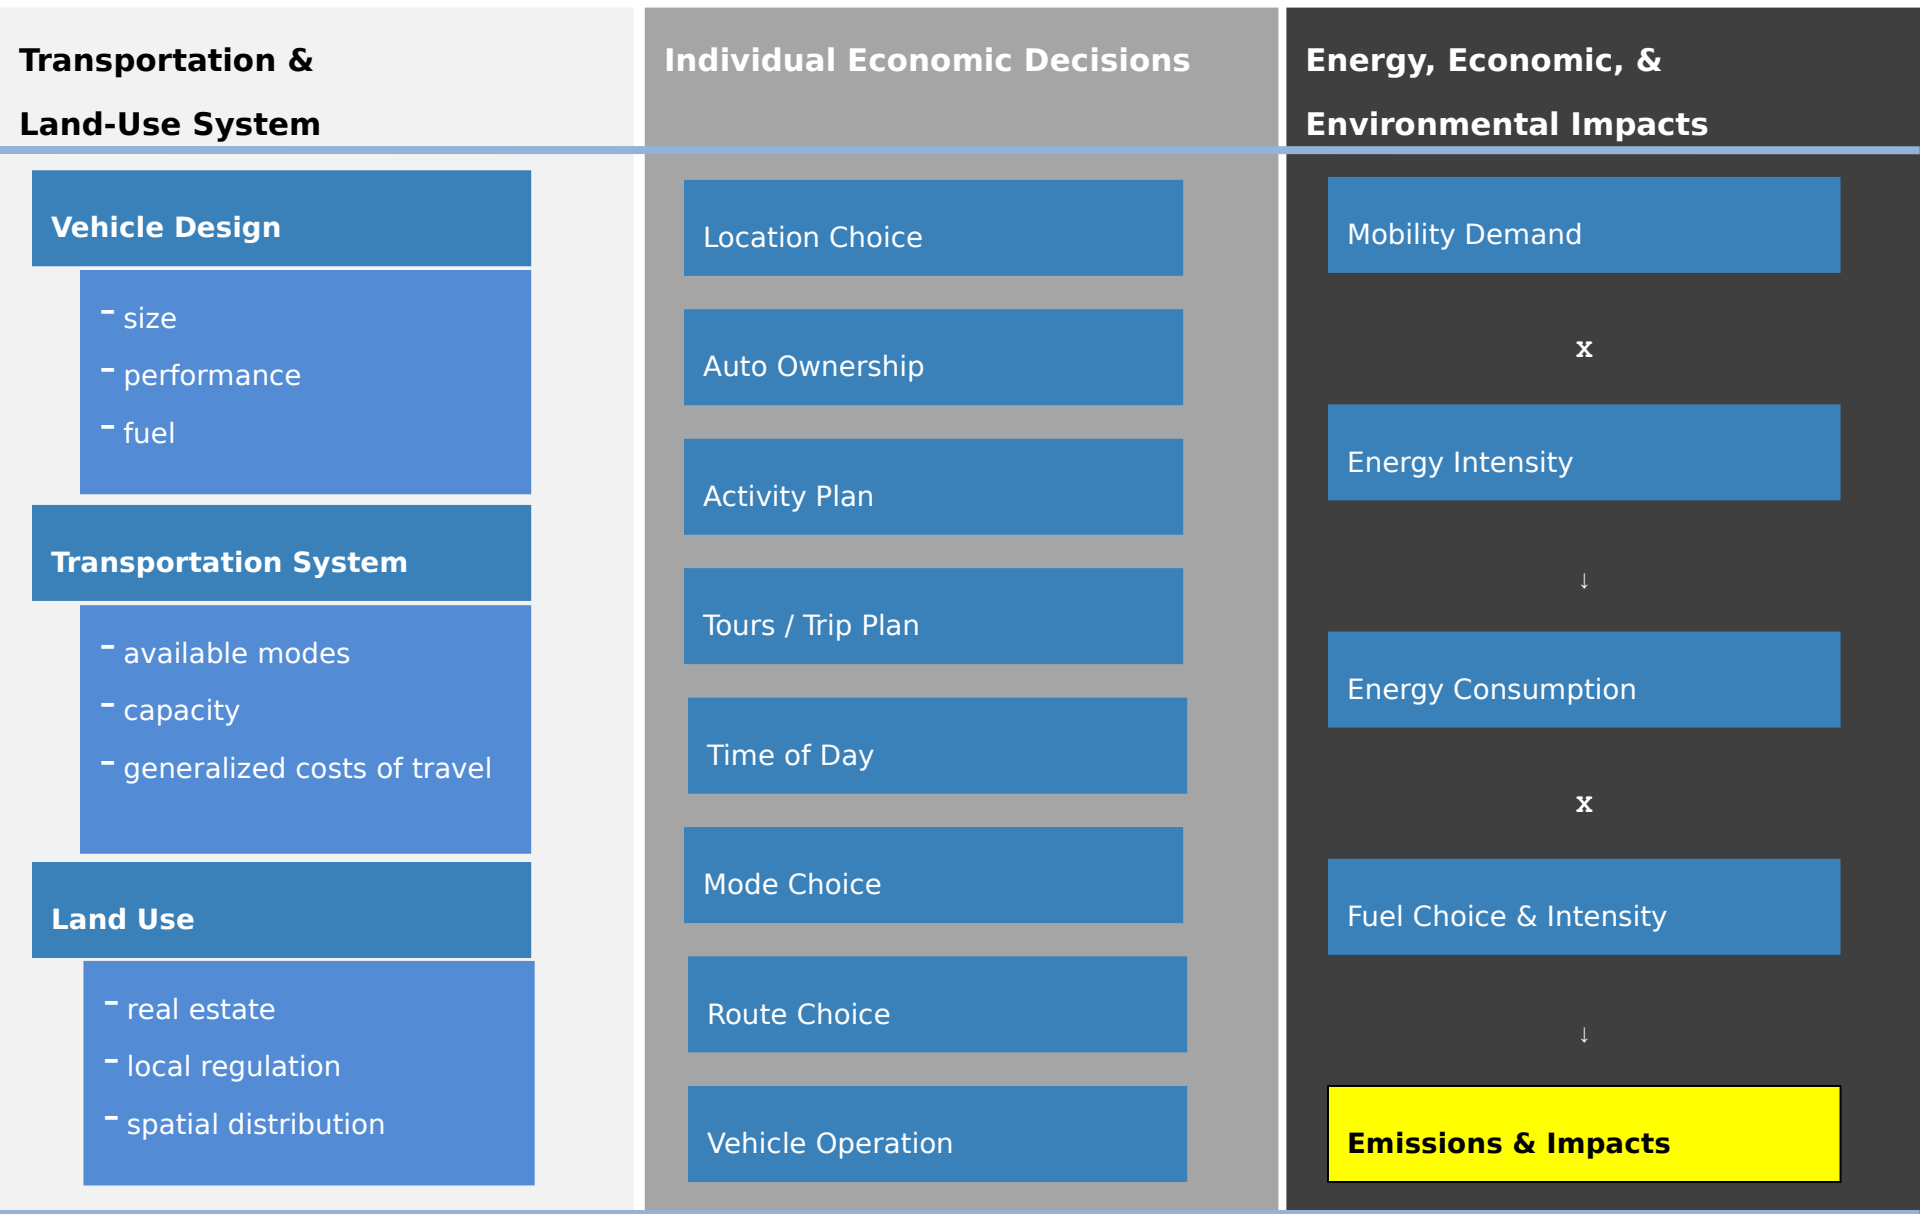 Transportation &
Land-Use System
Vehicle Design
– size
– performance
– fuel
Transportation System
– available modes
– capacity
– generalized costs of travel
Land Use
– real estate
– local regulation
– spatial distribution
Individual Economic Decisions
Location Choice
Auto Ownership
Activity Plan
Tours / Trip Plan
Time of Day
Mode Choice
Route Choice
Vehicle Operation
Energy, Economic, &
Environmental Impacts
Mobility Demand
x
Energy Intensity
↓
Energy Consumption
x
Fuel Choice & Intensity
↓
Emissions & Impacts